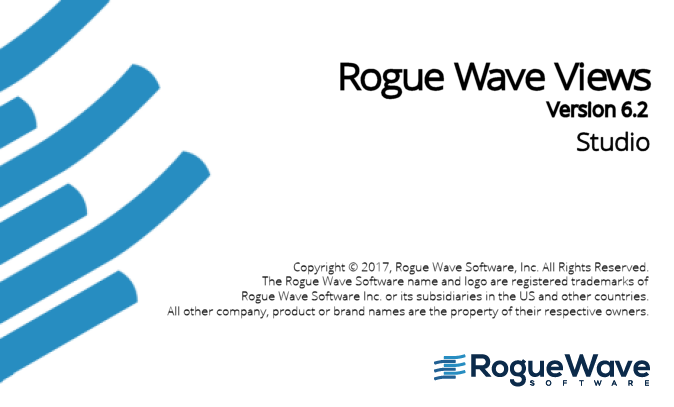 Rogue Wave Views
Version 6.2
Studio
Copyright © 2017, Rogue Wave Software, Inc. All Rights Reserved.
The Rogue Wave Software name and logo are registered trademarks of
Rogue Wave Software Inc. or its subsidiaries in the US and other countries.
All other company, product or brand names are the property of their respective owners.
RogueWave
SOFTWARE